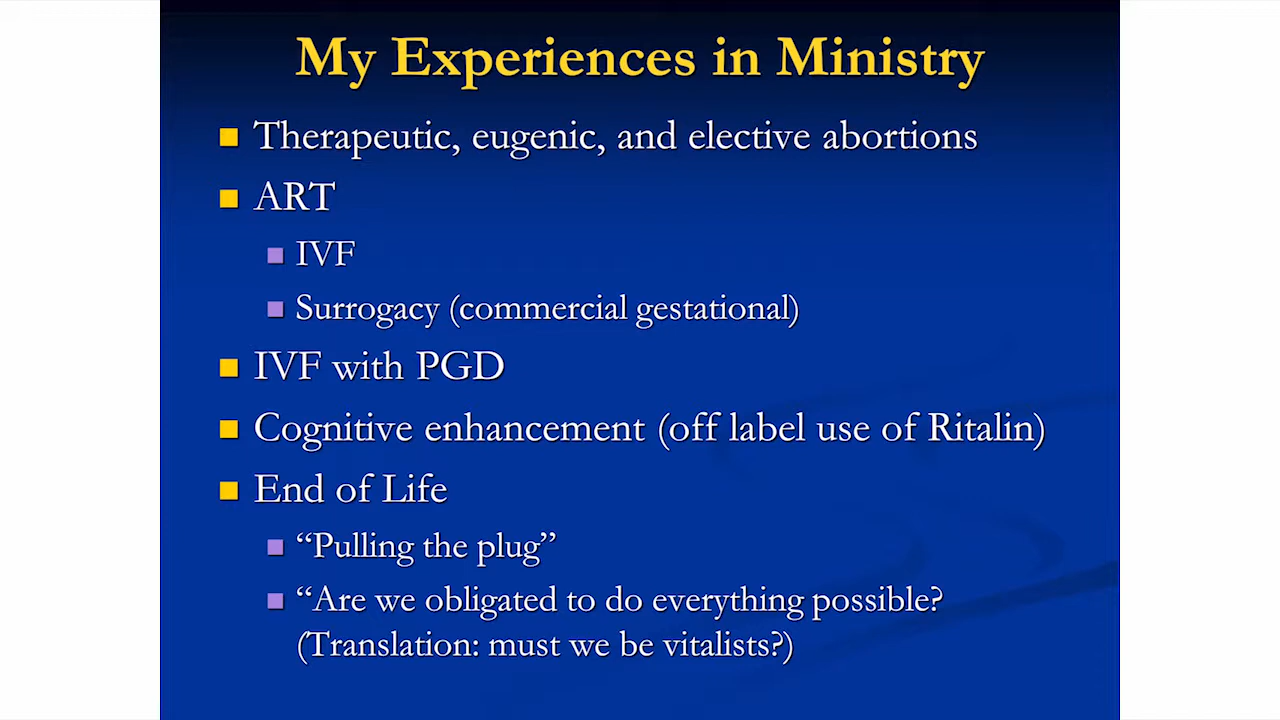 My Experiences in Ministry
Therapeutic, eugenic, and elective abortions
ART
IVF
Surrogacy (commercial gestational)
IVF with PGD
Cognitive enhancement (off label use of Ritalin)
End of Life
“Pulling the plug”
“Are we obligated to do everything possible?
(Translation: must we be vitalists?)